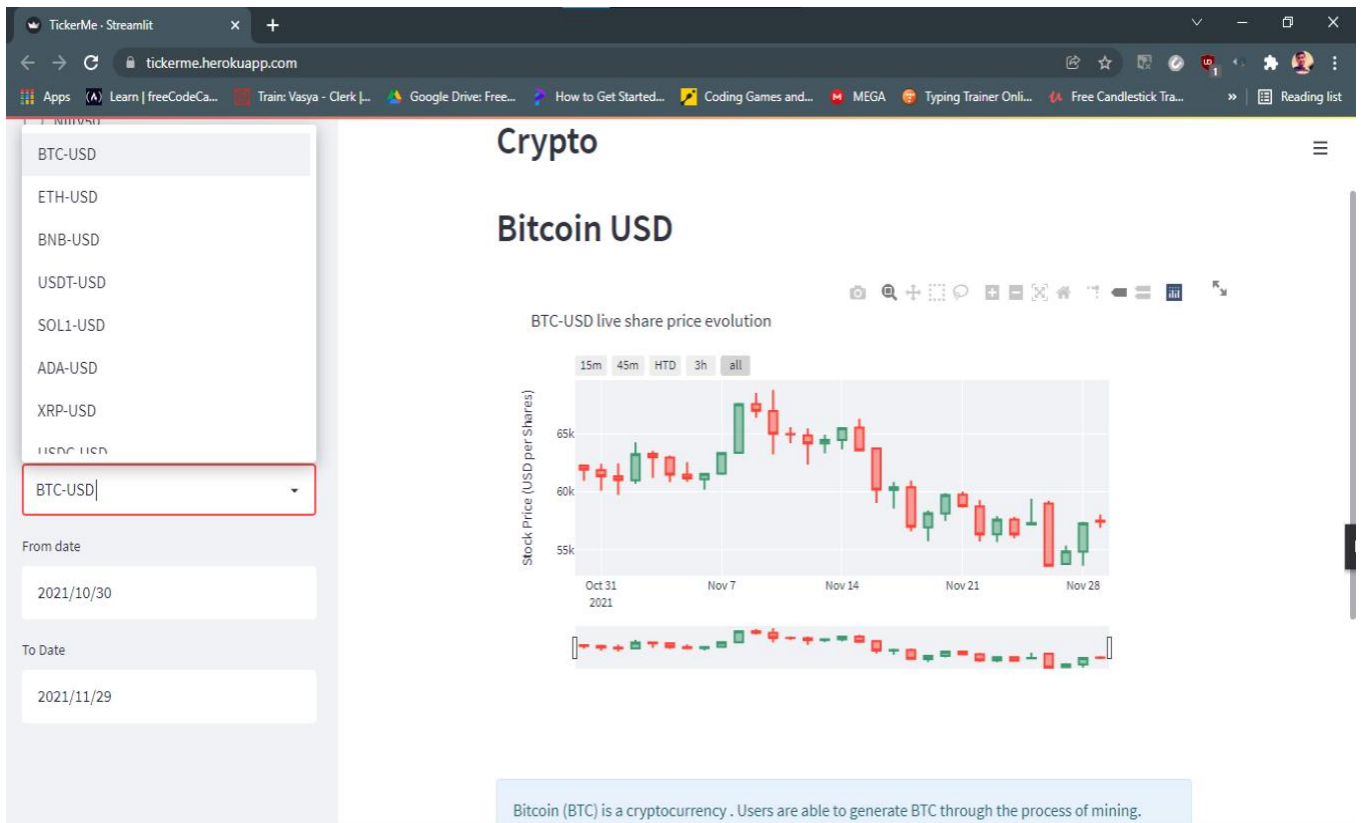 TickerMe · Streamlit
tickerme.herokuapp.com
Apps
Learn | freeCodeCa...
Train: Vasya - Clerk |...
Google Drive: Free...
How to Get Started...
Coding Games and...
MEGA
Typing Trainer Onli...
Free Candlestick Tra...
»
Reading list
Nifty50
BTC-USD
ETH-USD
BNB-USD
USDT-USD
SOL1-USD
ADA-USD
XRP-USD
USDC-USD
BTC-USD
From date
2021/10/30
To Date
2021/11/29
Crypto
Bitcoin USD
BTC-USD live share price evolution
15m 45m HTD 3h all
Stock Price (USD per Shares)
65k
60k
55k
Oct 31 Nov 7 Nov 14 Nov 21 Nov 28
2021
Bitcoin (BTC) is a cryptocurrency . Users are able to generate BTC through the process of mining.